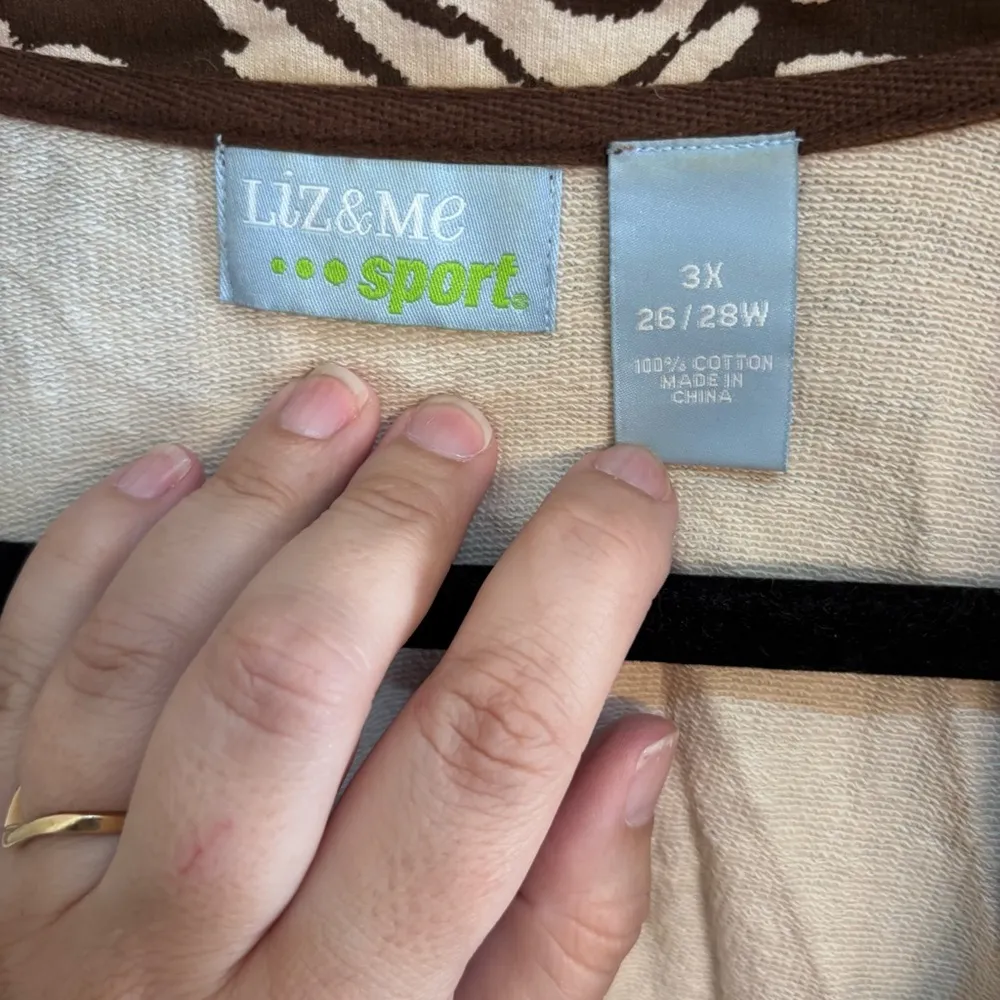 Liz&Me
sport.
3X
26/28W
100% COTTON
MADE IN
CHINA